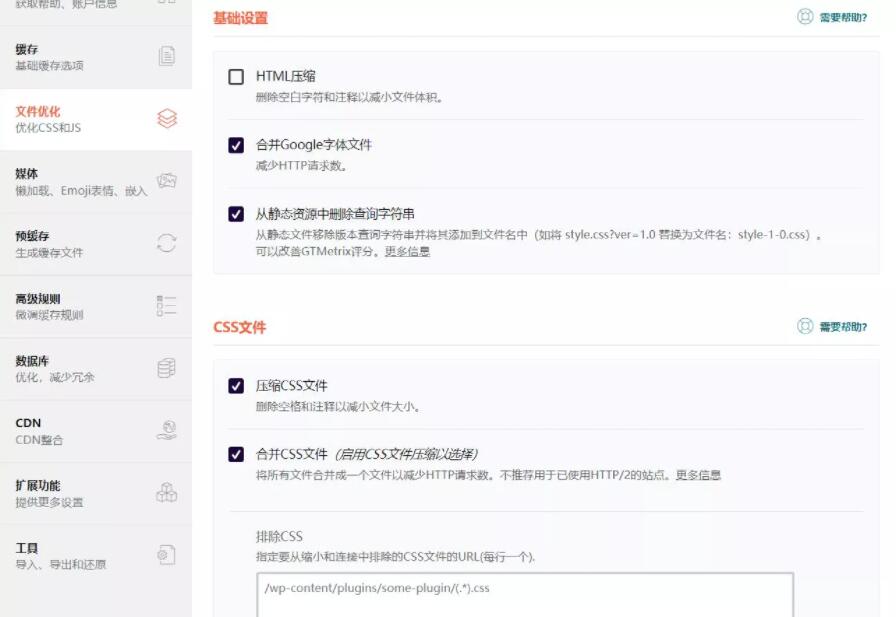 获取帮助、账户信息
缓存
基础缓存选项
文件优化
优化CSS和JS
媒体
懒加载、Emoji表情、嵌入
预缓存
生成缓存文件
高级规则
微调缓存规则
数据库
优化，减少冗余
CDN
CDN整合
扩展功能
提供更多设置
工具
导入、导出和还原
基础设置
需要帮助?
HTML压缩
删除空白字符和注释以减小文件体积。
合并Google字体文件
减少HTTP请求数。
从静态资源中删除查询字符串
从静态文件移除版本查询字符串并将其添加到文件名中（如将 style.css?ver=1.0 替换为文件名：style-1-0.css）。
可以改善GTMetrix评分。更多信息
CSS文件
需要帮助?
压缩CSS文件
删除空格和注释以减小文件大小。
合并CSS文件（启用CSS文件压缩以选择）
将所有文件合并成一个文件以减少HTTP请求数。不推荐用于已使用HTTP/2的站点。更多信息
排除CSS
指定要从缩小和连接中排除的CSS文件的URL(每行一个).
/wp-content/plugins/some-plugin/(.*).css